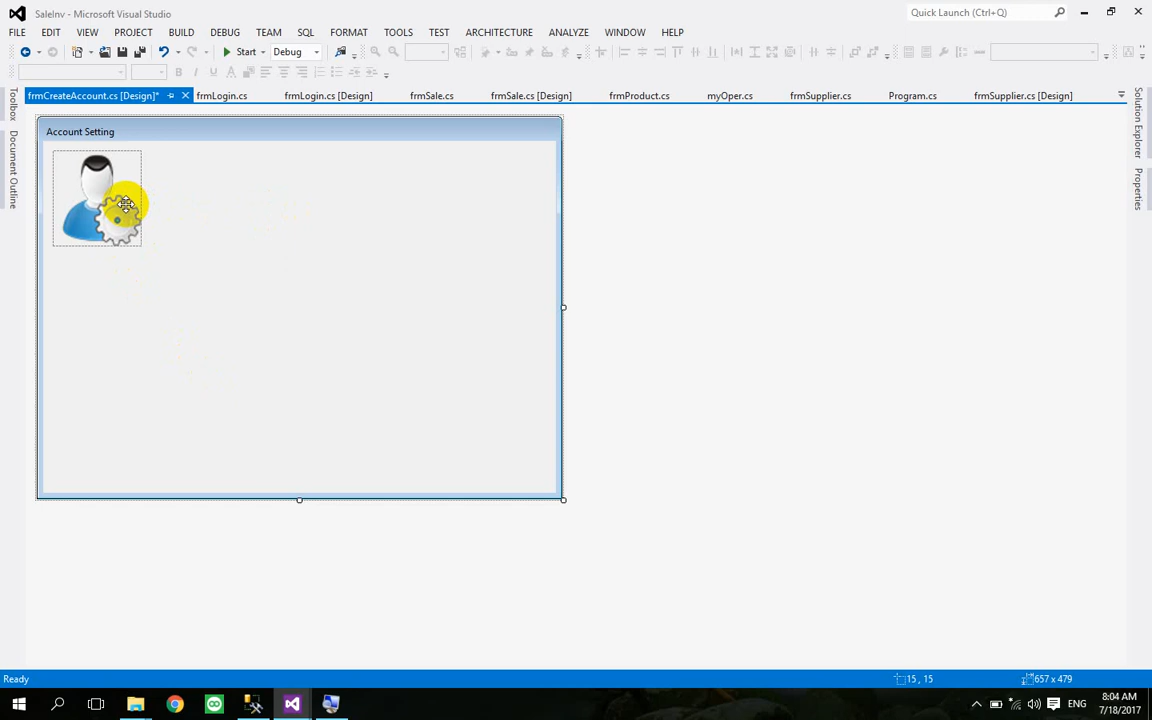 SaleInv - Microsoft Visual Studio
Quick Launch (Ctrl+Q)
FILE EDIT VIEW PROJECT BUILD DEBUG TEAM SQL FORMAT TOOLS TEST ARCHITECTURE ANALYZE WINDOW HELP
Start Debug
B I U A
frmCreateAccount.cs [Design]* frmLogin.cs frmLogin.cs [Design] frmSale.cs frmSale.cs [Design] frmProduct.cs myOper.cs frmSupplier.cs Program.cs frmSupplier.cs [Design]
Toolbox
Document Outline
Account Setting
Solution Explorer
Properties
Ready 15 , 15 657 x 479
ENG 8:04 AM
7/18/2017